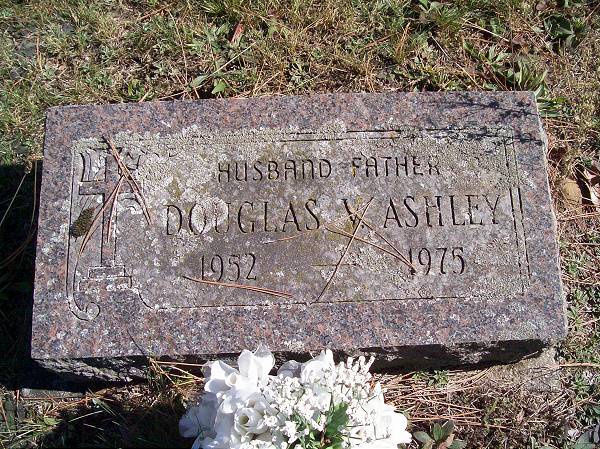 HUSBAND - FATHER
DOUGLAS V. ASHLEY
1952 — 1975